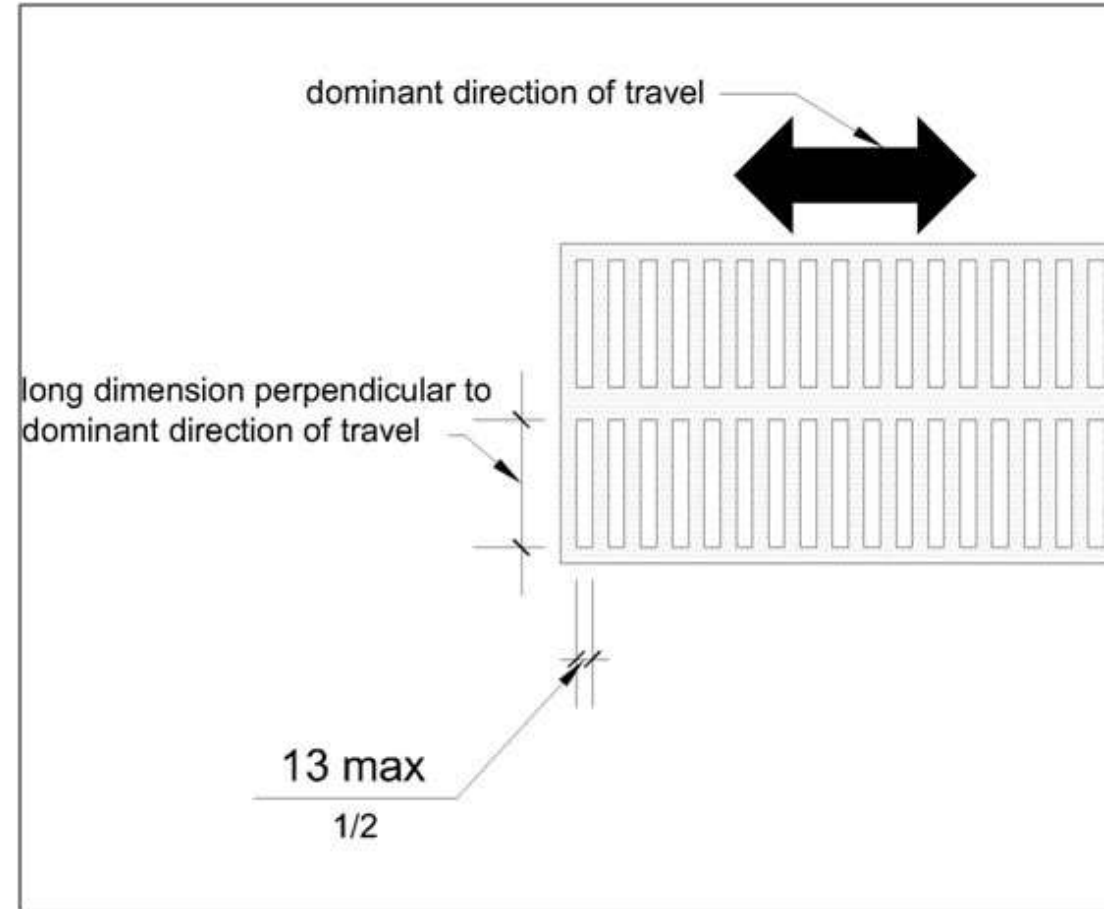 dominant direction of travel
long dimension perpendicular to
dominant direction of travel
13 max
1/2